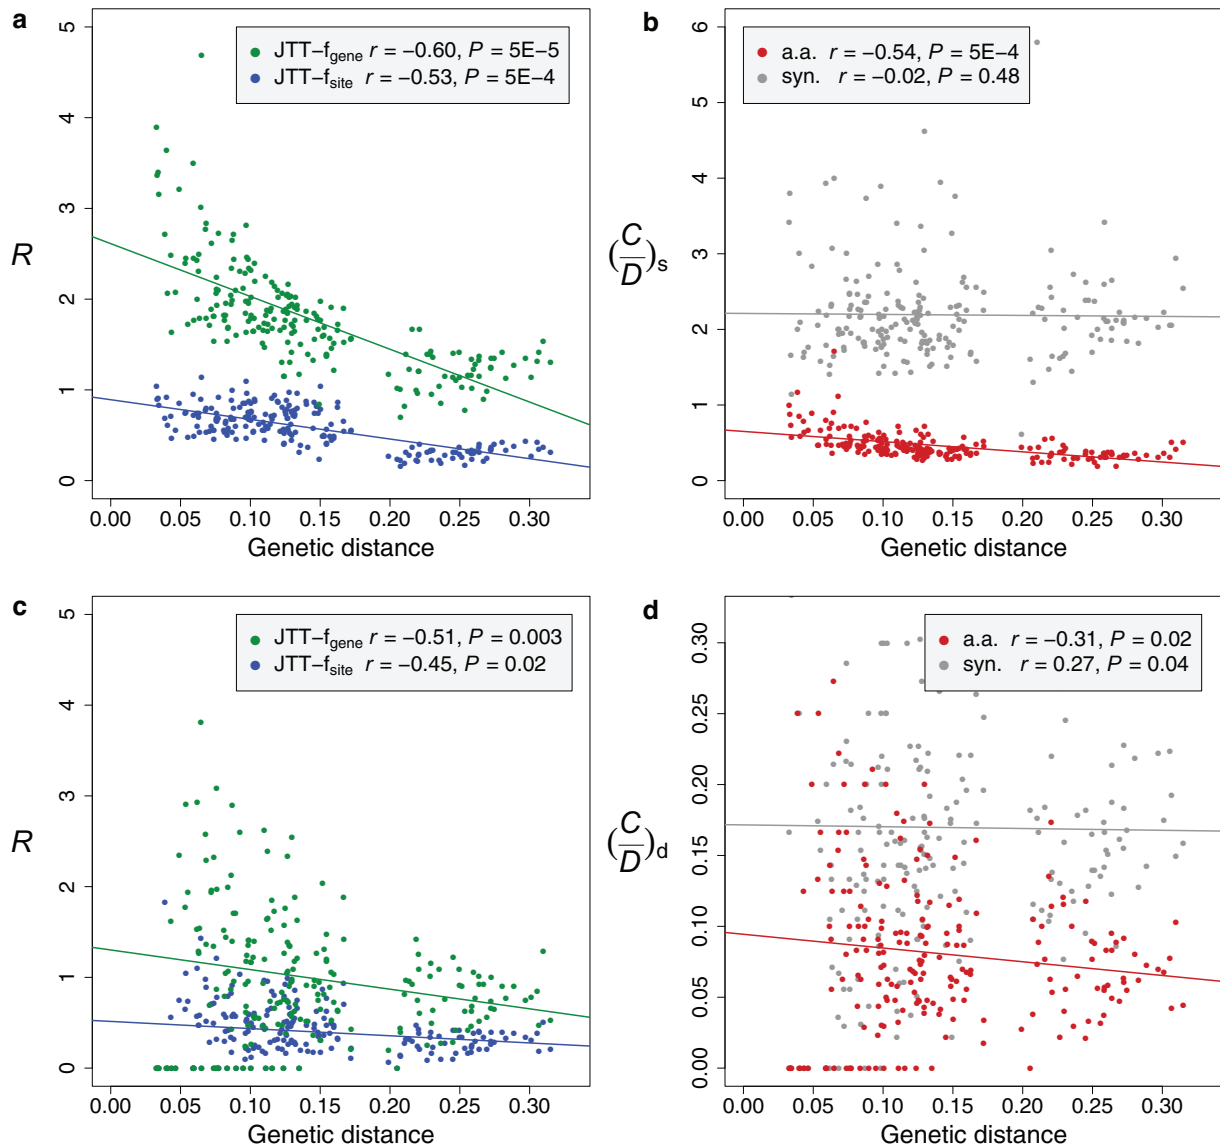 a
JTT−fgene r = −0.60, P = 5E−5
JTT−fsite r = −0.53, P = 5E−4
5
4
3
2
1
0
R
0.00 0.05 0.10 0.15 0.20 0.25 0.30
Genetic distance
b
a.a. r = −0.54, P = 5E−4
syn. r = −0.02, P = 0.48
6
5
4
3
2
1
0
(C/D)s
0.00 0.05 0.10 0.15 0.20 0.25 0.30
Genetic distance
c
JTT−fgene r = −0.51, P = 0.003
JTT−fsite r = −0.45, P = 0.02
5
4
3
2
1
0
R
0.00 0.05 0.10 0.15 0.20 0.25 0.30
Genetic distance
d
a.a. r = −0.31, P = 0.02
syn. r = 0.27, P = 0.04
0.30
0.25
0.20
0.15
0.10
0.05
0.00
(C/D)d
0.00 0.05 0.10 0.15 0.20 0.25 0.30
Genetic distance